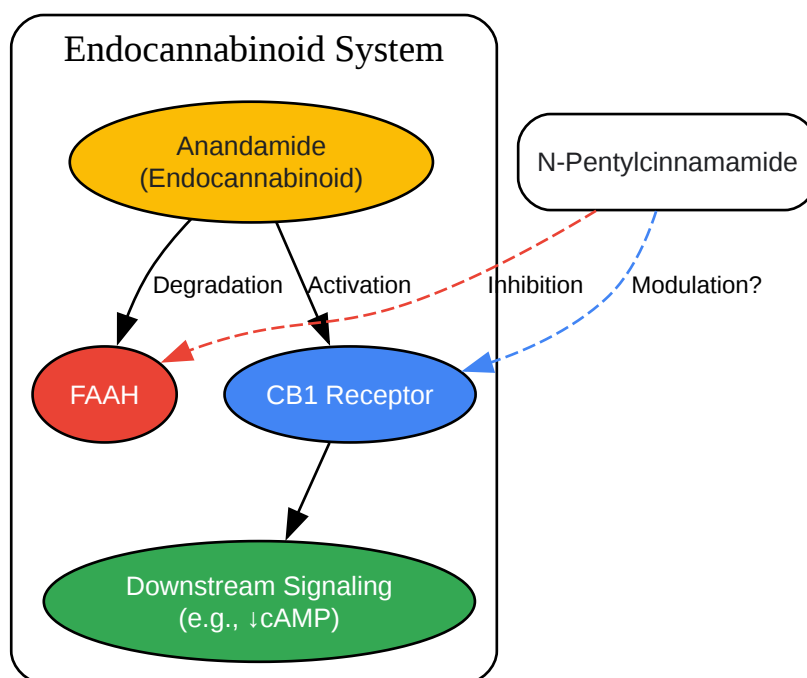 Endocannabinoid System
Anandamide
(Endocannabinoid)
N-Pentylcinnamamide
Degradation
Activation
Inhibition
Modulation?
FAAH
CB1 Receptor
Downstream Signaling
(e.g., ↓cAMP)